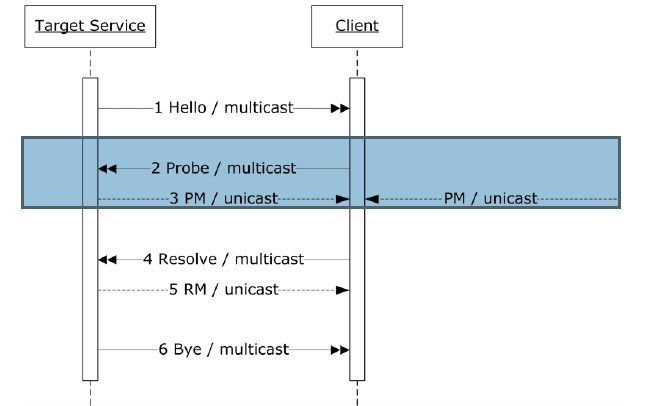 Target Service
Client
1 Hello / multicast
2 Probe / multicast
3 PM / unicast
PM / unicast
4 Resolve / multicast
5 RM / unicast
6 Bye / multicast